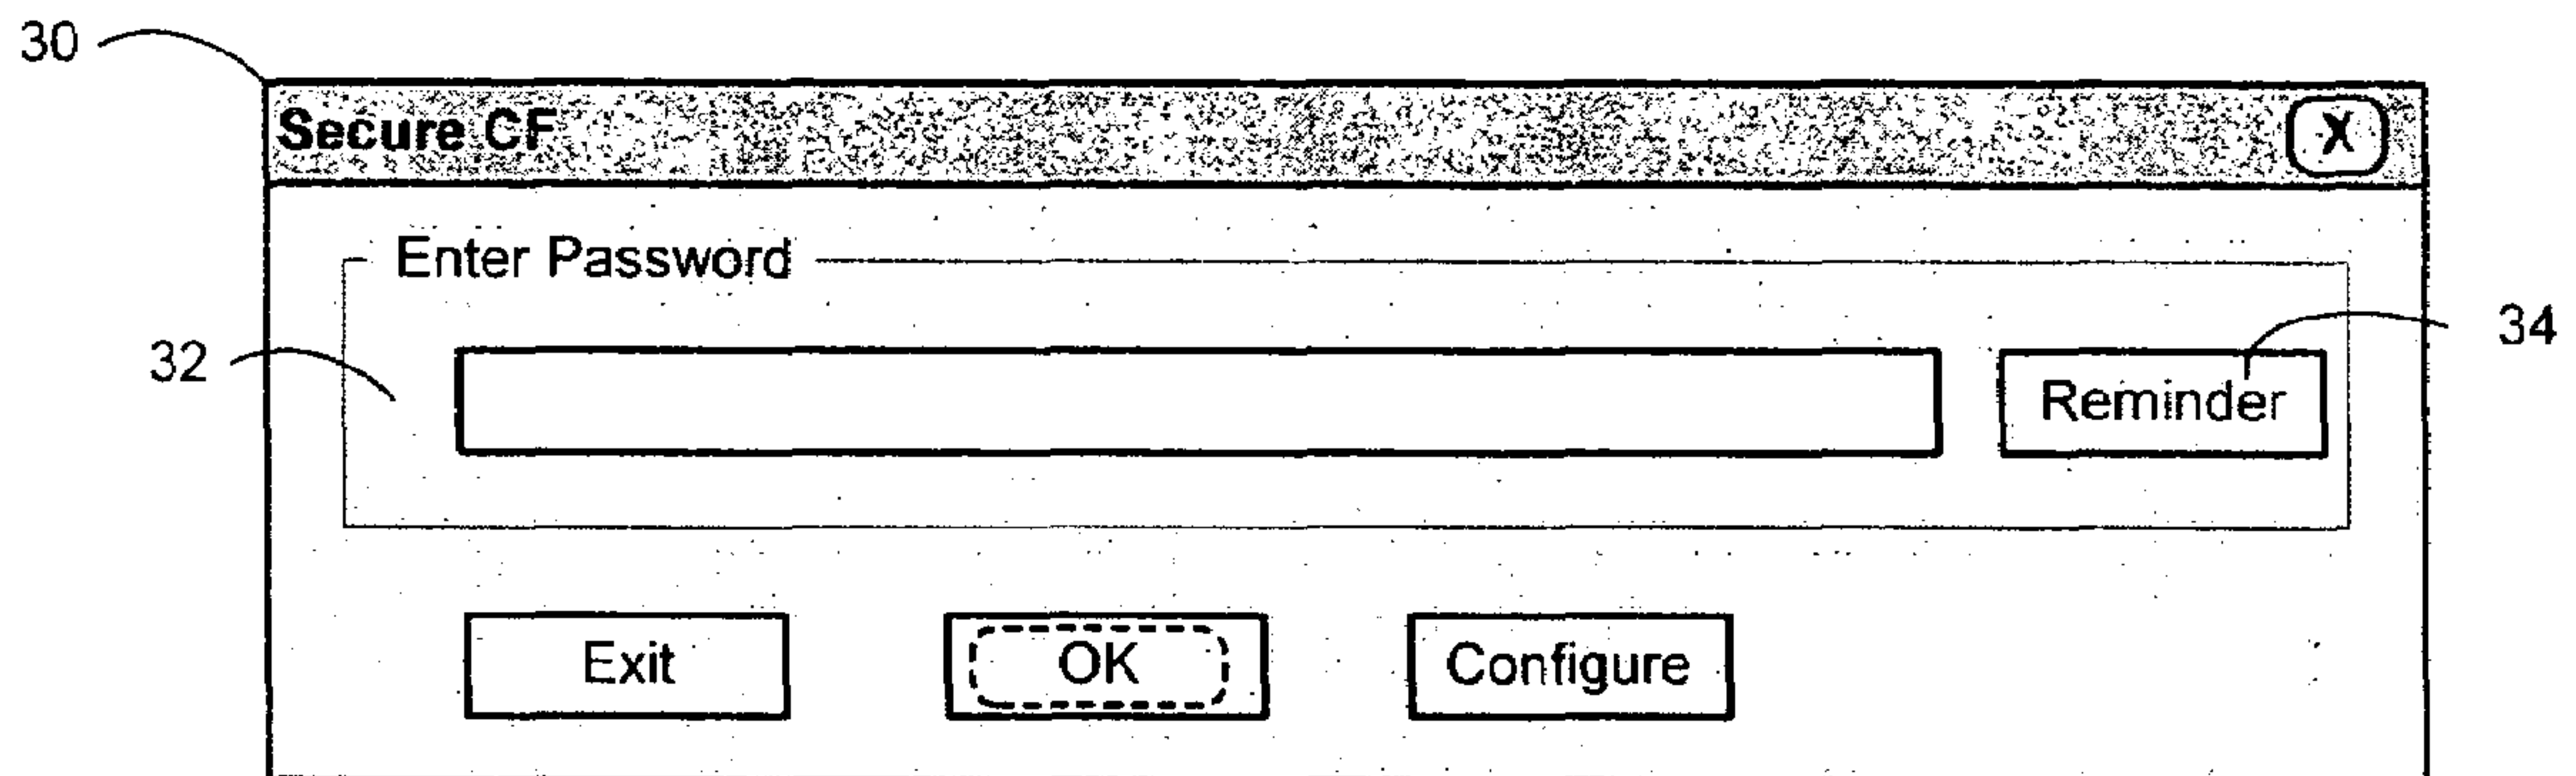 30
Secure CF X
Enter Password
32 Reminder 34
Exit OK Configure